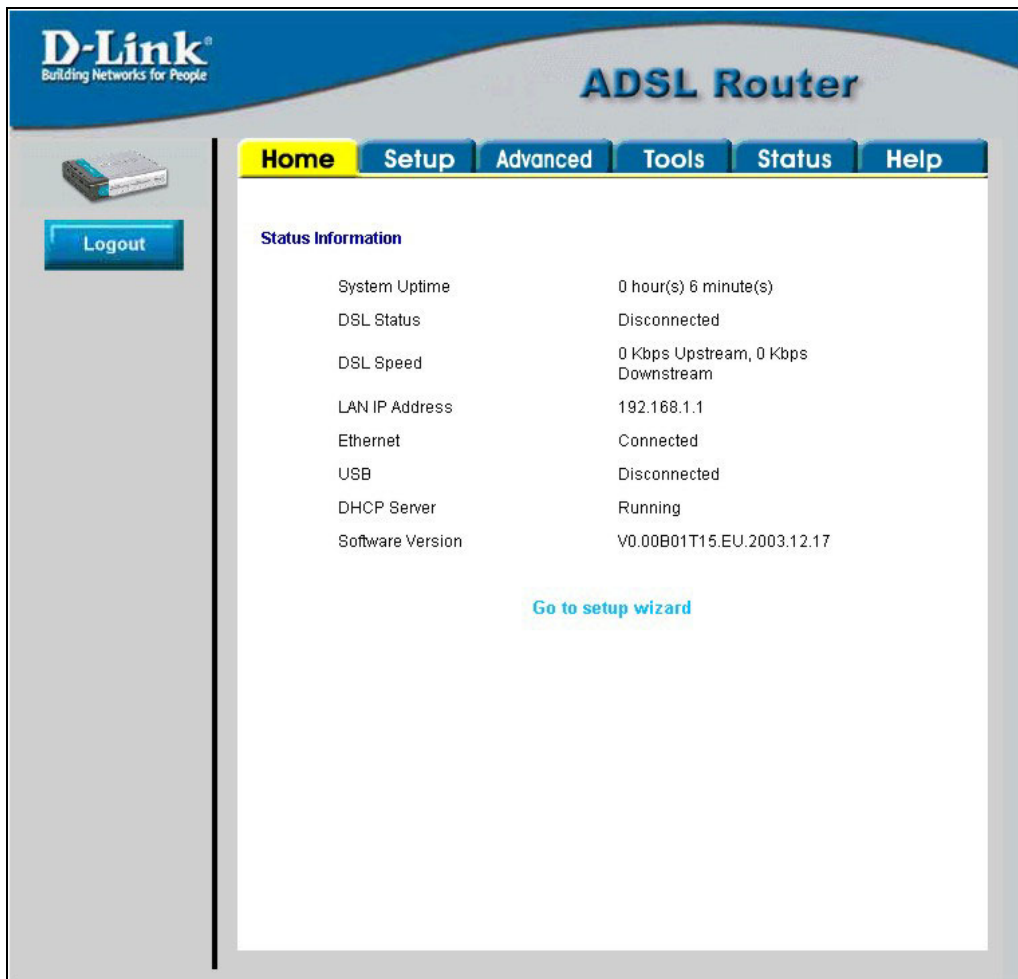 D-Link®
Building Networks for People
ADSL Router
Home Setup Advanced Tools Status Help
Logout
Status Information
System Uptime 0 hour(s) 6 minute(s)
DSL Status Disconnected
DSL Speed 0 Kbps Upstream, 0 Kbps
Downstream
LAN IP Address 192.168.1.1
Ethernet Connected
USB Disconnected
DHCP Server Running
Software Version V0.00B01T15.EU.2003.12.17
Go to setup wizard